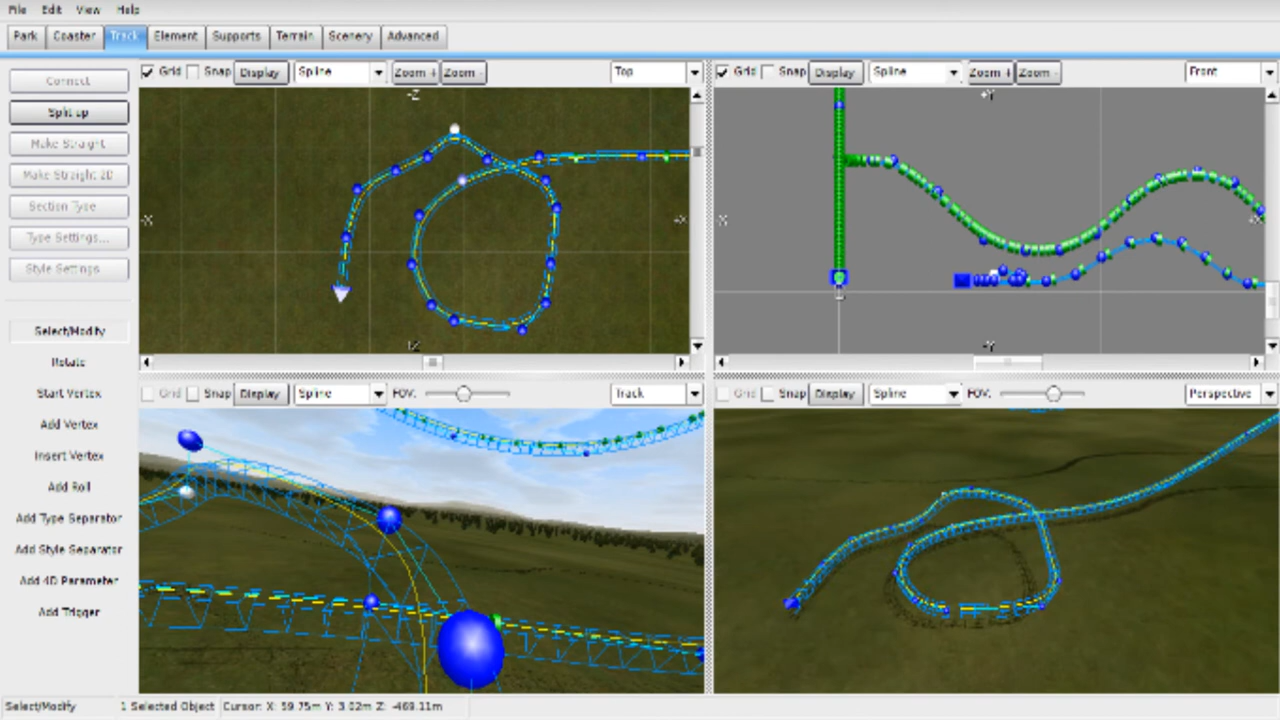 File Edit View Help
Park Coaster Track Element Supports Terrain Scenery Advanced
Connect
Split up
Make Straight
Make Straight 2D
Section Type
Type Settings...
Style Settings
Select/Modify
Rotate
Start Vertex
Add Vertex
Insert Vertex
Add Roll
Add Type Separator
Add Style Separator
Add 4D Parameter
Add Trigger
Grid Snap Display Spline Zoom + Zoom - Top
-Z
-X
+X
Grid Snap Display Spline Zoom + Zoom - Front
+Y
-Y
Grid Snap Display Spline FOV: Track
Grid Snap Display Spline FOV: Perspective
Select/Modify 1 Selected Object Cursor: X: 59.75m Y: 3.02m Z: -469.11m